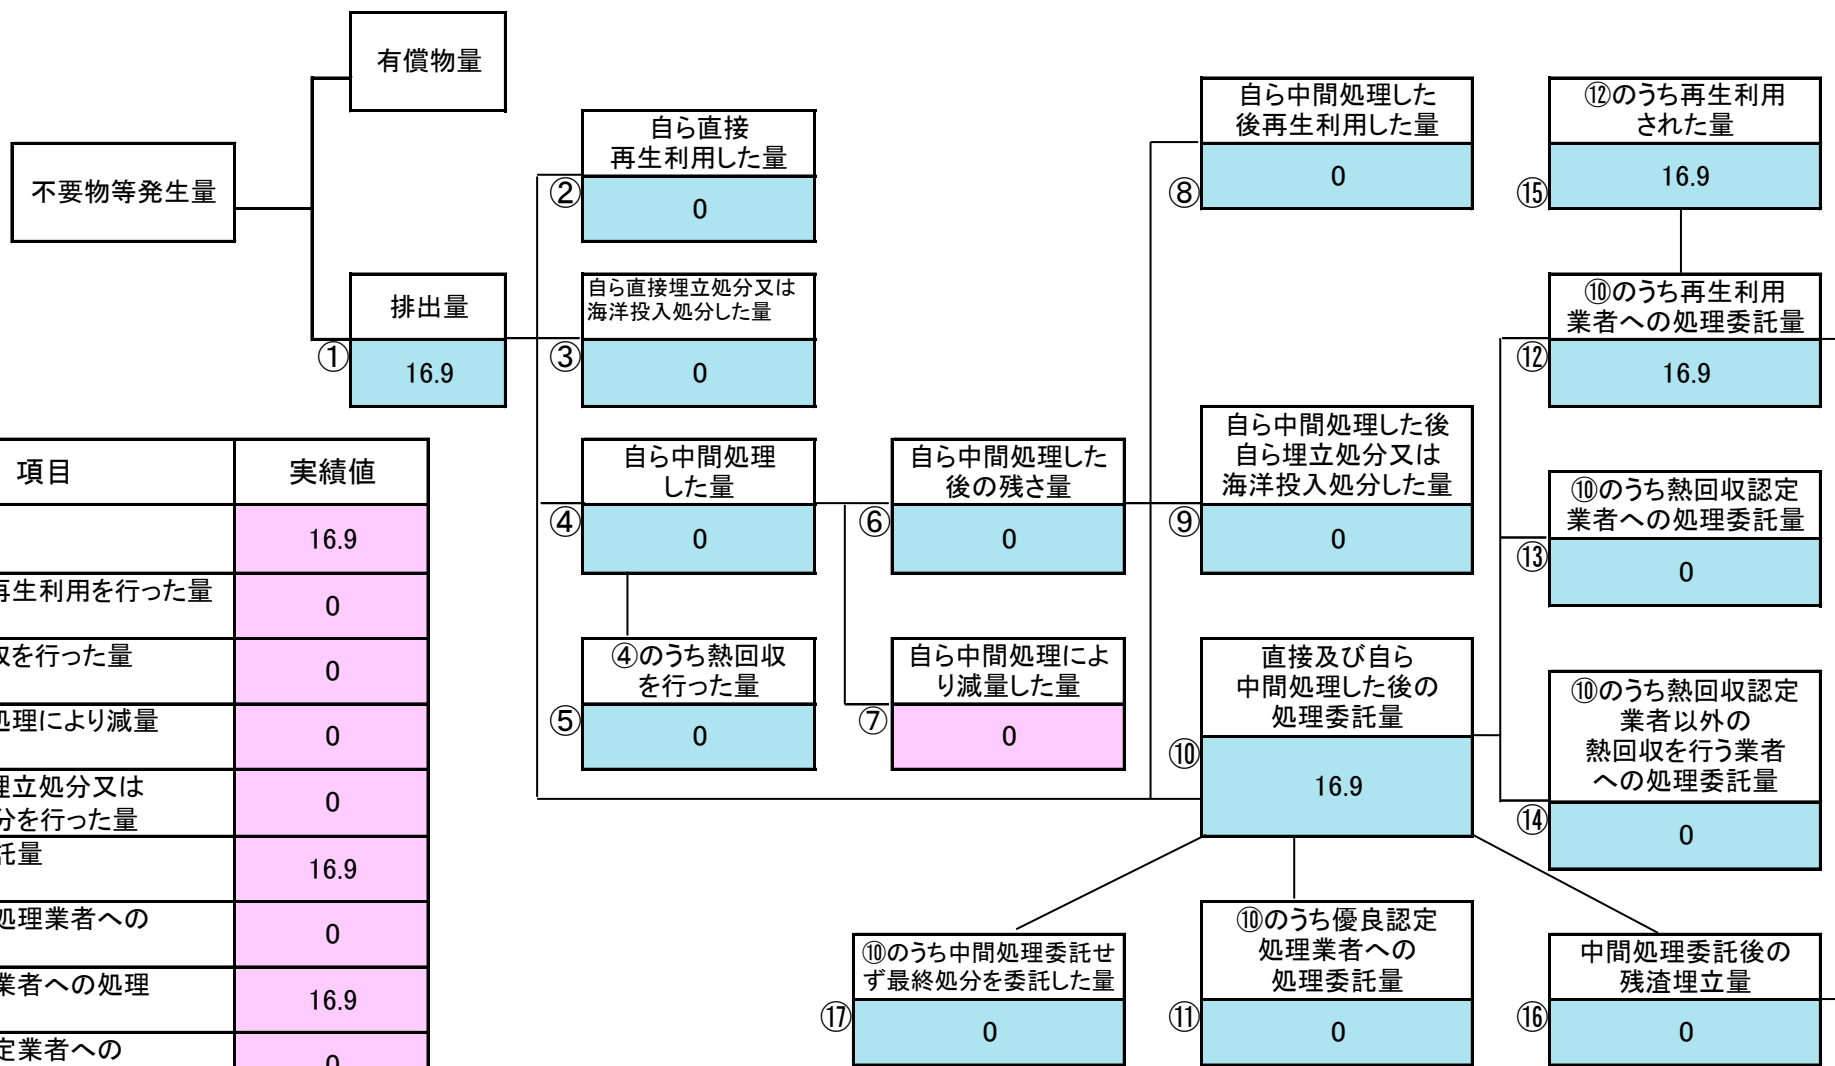 有償物量
不要物等発生量
排出量
①
16.9
自ら直接
再生利用した量
②
0
自ら直接埋立処分又は
海洋投入処分した量
③
0
自ら中間処理
した量
④
0
④のうち熱回収
を行った量
⑤
0
自ら中間処理した
後の残さ量
⑥
0
自ら中間処理によ
り減量した量
⑦
0
自ら中間処理した
後再生利用した量
⑧
0
自ら中間処理した後
自ら埋立処分又は
海洋投入処分した量
⑨
0
直接及び自ら
中間処理した後の
処理委託量
⑩
16.9
⑩のうち優良認定
処理業者への
処理委託量
⑪
0
⑫のうち再生利用
された量
⑮
16.9
⑩のうち再生利用
業者への処理委託量
⑫
16.9
⑩のうち熱回収認定
業者への処理委託量
⑬
0
⑩のうち熱回収認定
業者以外の
熱回収を行う業者
への処理委託量
⑭
0
中間処理委託後の
残渣埋立量
⑯
0
⑩のうち中間処理委託せ
ず最終処分を委託した量
⑰
0
項目 実績値
16.9
再生利用を行った量
0
収を行った量
0
処理により減量
0
埋立処分又は
分を行った量
0
託量
16.9
処理業者への
0
業者への処理
16.9
定業者への
0